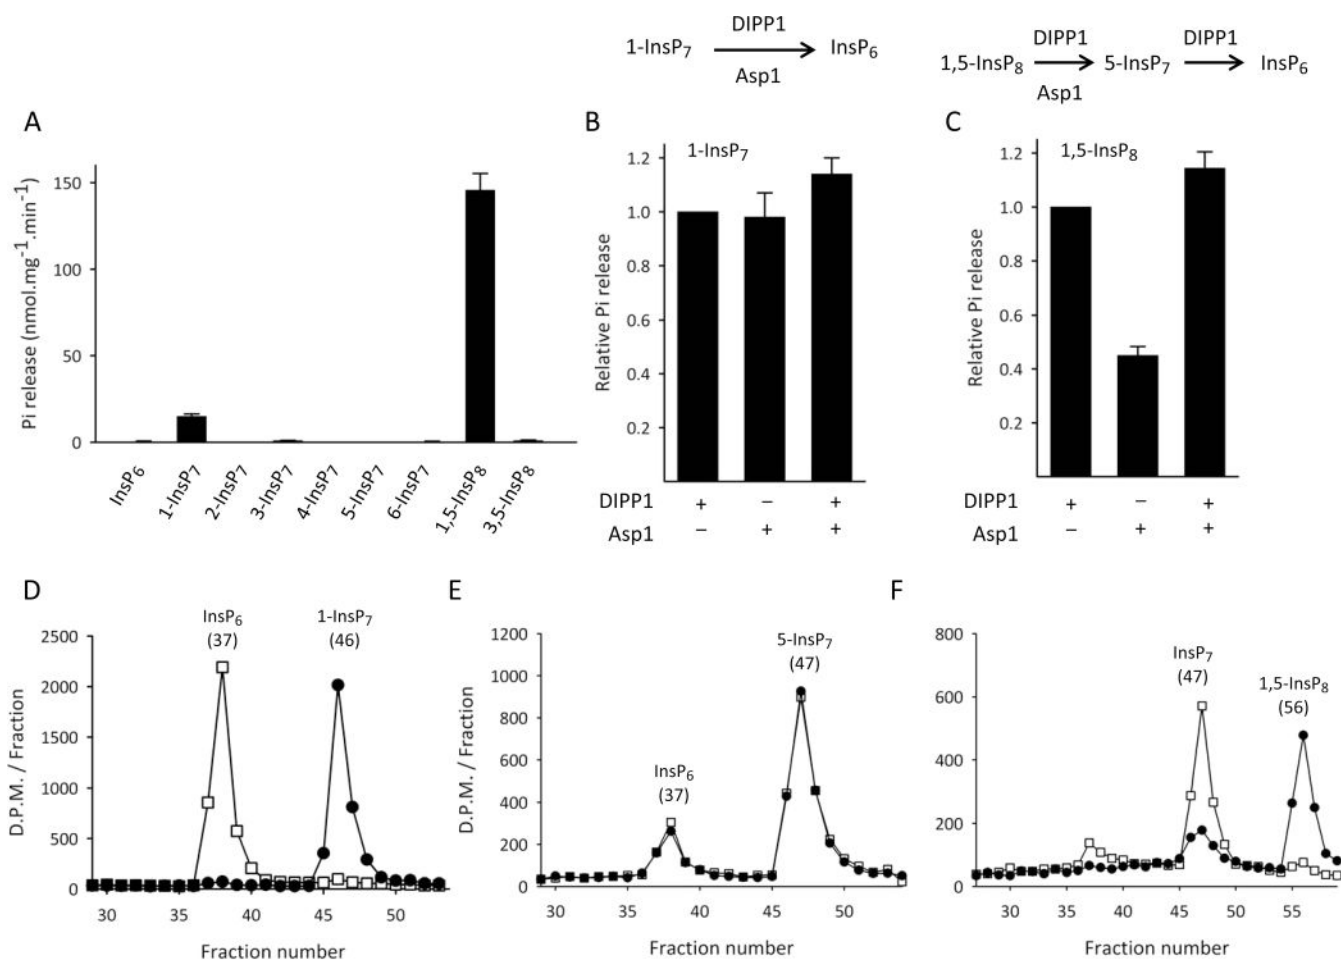 DIPP1
1-InsP7 InsP6
Asp1
DIPP1 DIPP1
1,5-InsP8 5-InsP7 InsP6
Asp1
A
Pi release (nmol.mg-1.min-1)
150
100
50
0
InsP6 1-InsP7 2-InsP7 3-InsP7 4-InsP7 5-InsP7 6-InsP7 1,5-InsP8 3,5-InsP8
B
1-InsP7
Relative Pi release
1.2
1.0
0.8
0.6
0.4
0.2
DIPP1 + – +
Asp1 – + +
C
1,5-InsP8
Relative Pi release
1.2
1.0
0.8
0.6
0.4
0.2
DIPP1 + – +
Asp1 – + +
D
InsP6
(37)
1-InsP7
(46)
D.P.M. / Fraction
2500
2000
1500
1000
500
0
30 35 40 45 50
Fraction number
E
InsP6
(37)
5-InsP7
(47)
D.P.M. / Fraction
1200
1000
800
600
400
200
0
30 35 40 45 50
Fraction number
F
InsP7
(47)
1,5-InsP8
(56)
800
600
400
200
0
30 35 40 45 50 55
Fraction number